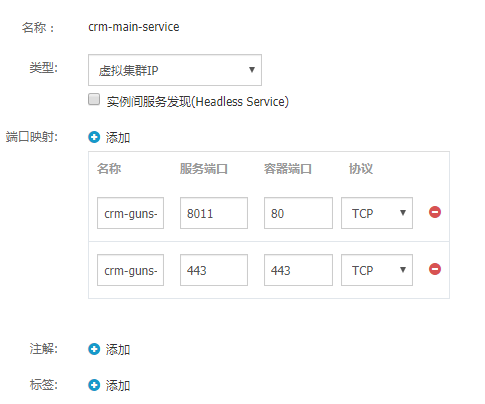 名称： crm-main-service
类型: 虚拟集群IP
实例间服务发现(Headless Service)
端口映射: 添加
名称 服务端口 容器端口 协议
crm-guns- 8011 80 TCP
crm-guns- 443 443 TCP
注解: 添加
标签: 添加